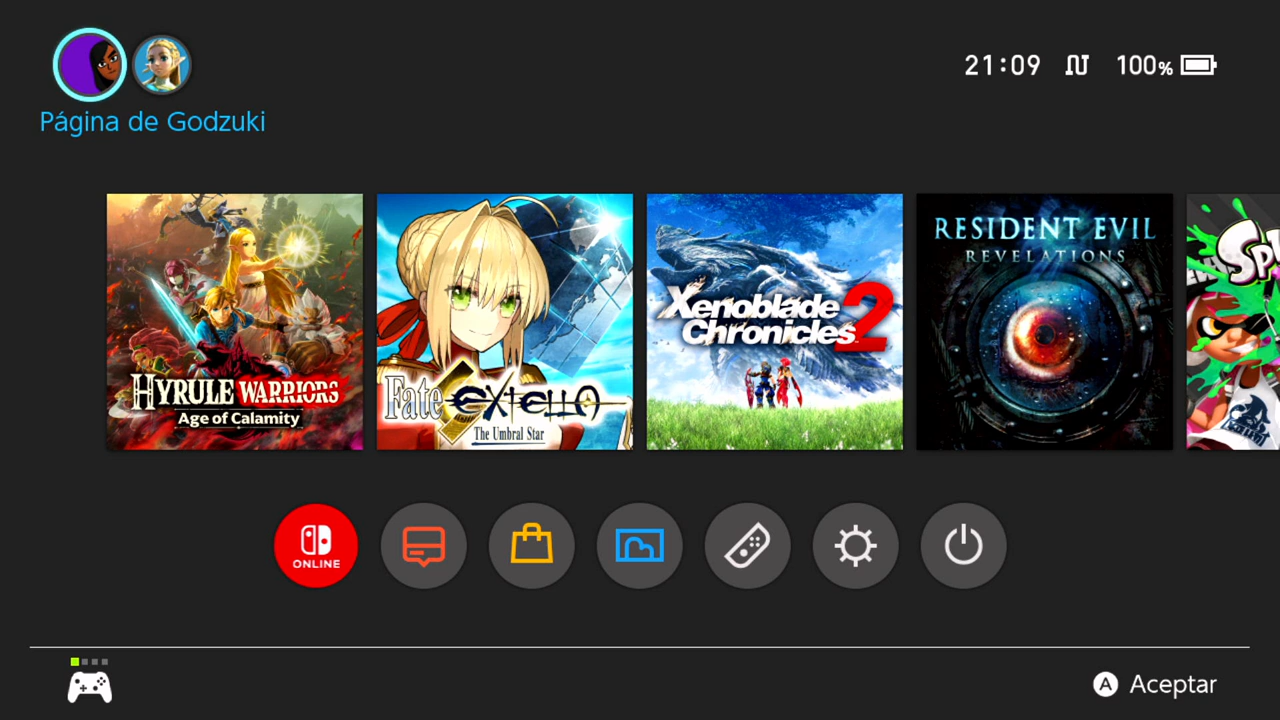 21:09 100%
Página de Godzuki
HYRULE WARRIORS
Age of Calamity
Fate
EXTELLA
The Umbral Star
Xenoblade
Chronicles 2
RESIDENT EVIL
REVELATIONS
ONLINE
A Aceptar